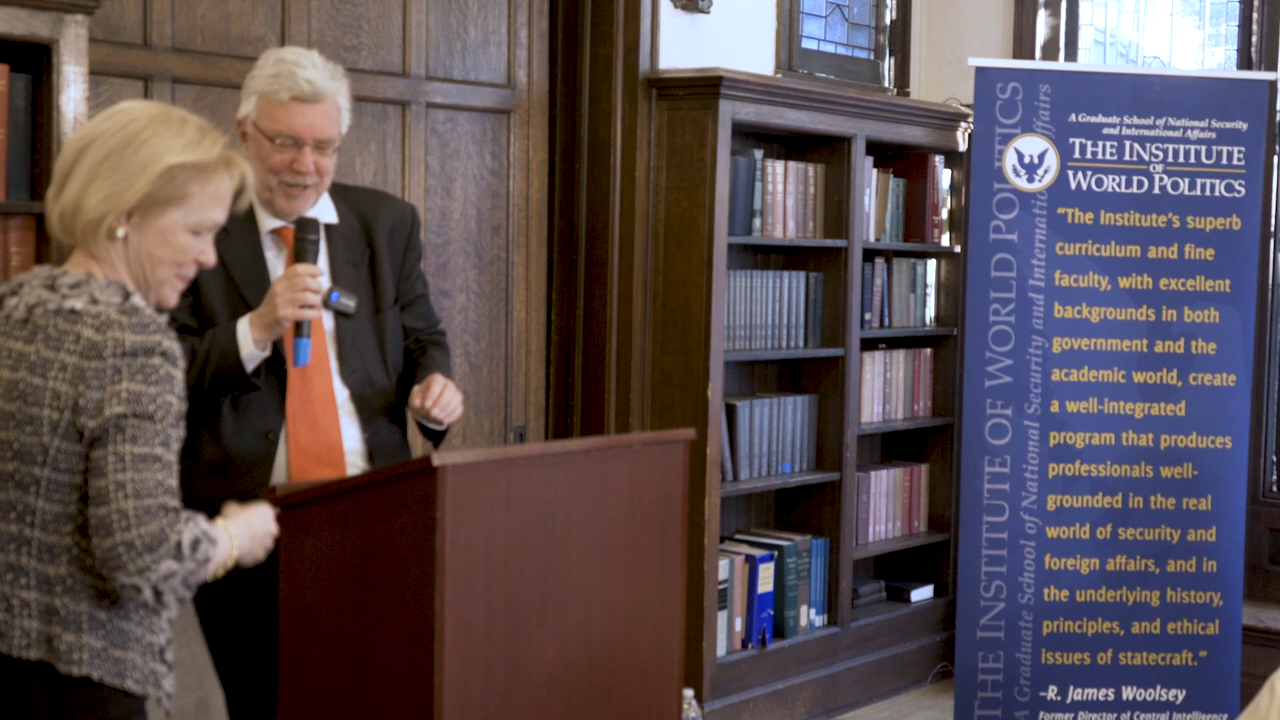 THE INSTITUTE OF WORLD POLITICS
A Graduate School of National Security and International Affairs
A Graduate School of National Security
and International Affairs
THE INSTITUTE
OF
WORLD POLITICS
“The Institute’s superb
curriculum and fine
faculty, with excellent
backgrounds in both
government and the
academic world, create
a well-integrated
program that produces
professionals well-
grounded in the real
world of security and
foreign affairs, and in
the underlying history,
principles, and ethical
issues of statecraft.”
–R. James Woolsey
Former Director of Central Intelligence